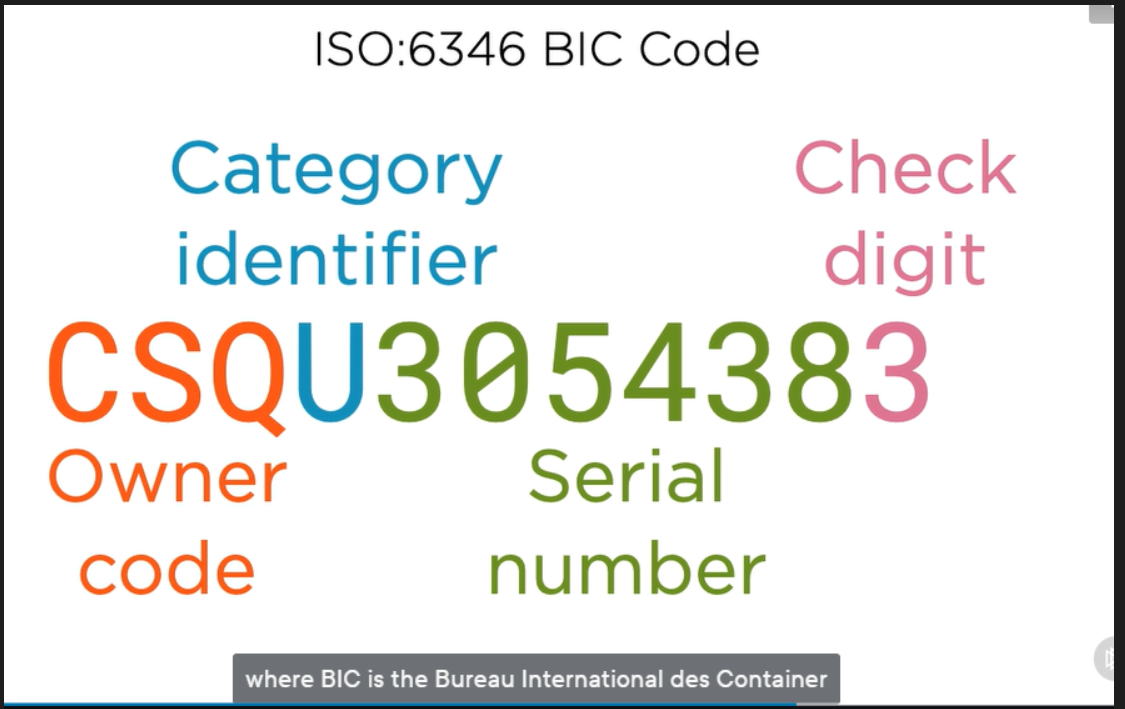 ISO:6346 BIC Code
Category
identifier
Check
digit
CSQU3054383
Owner
code
Serial
number
where BIC is the Bureau International des Container